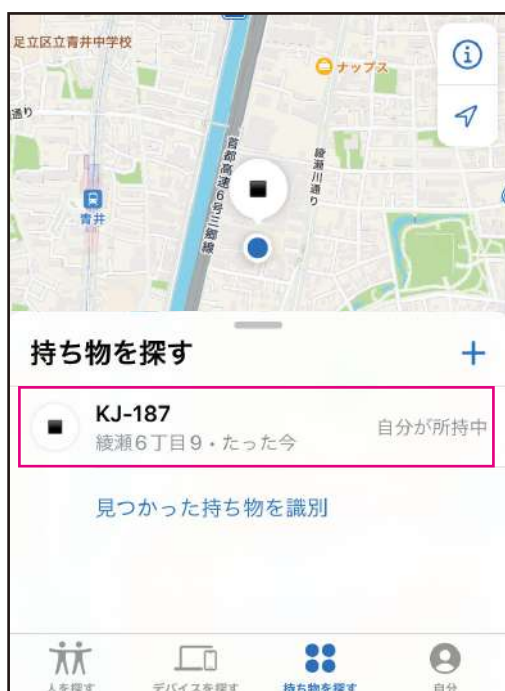 足立区立青井中学校
ナップス
通り
首都高速6号三郷線
綾瀬川通り
青井
持ち物を探す
KJ-187
綾瀬6丁目9・たった今
自分が所持中
見つかった持ち物を識別
人を探す
デバイスを探す
持ち物を探す
自分